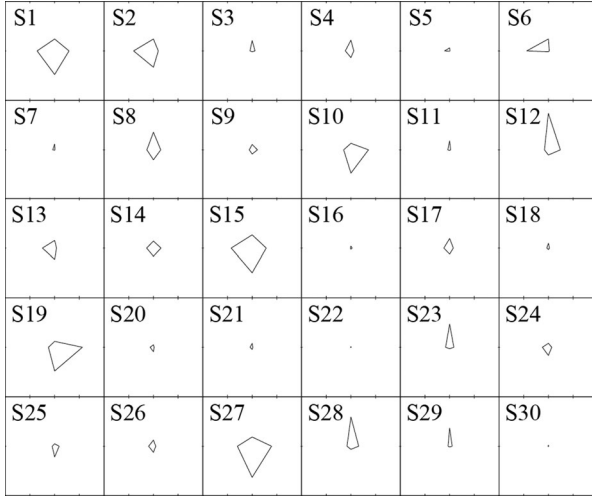 S1 S2 S3 S4 S5 S6
S7 S8 S9 S10 S11 S12
S13 S14 S15 S16 S17 S18
S19 S20 S21 S22 S23 S24
S25 S26 S27 S28 S29 S30